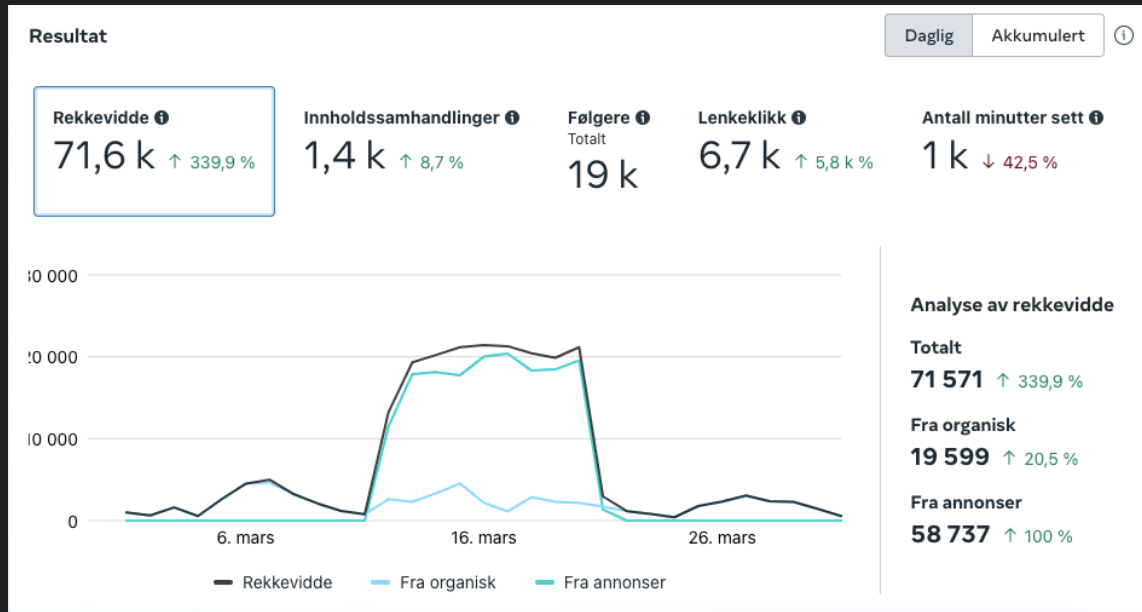 Resultat
Daglig
Akkumulert
Rekkevidde
71,6 k ↑ 339,9 %
Innholdssamhandlinger
1,4 k ↑ 8,7 %
Følgere
Totalt
19 k
Lenkeklikk
6,7 k ↑ 5,8 k %
Antall minutter sett
1 k ↓ 42,5 %
0 000
20 000
10 000
0
6. mars
16. mars
26. mars
Rekkevidde
Fra organisk
Fra annonser
Analyse av rekkevidde
Totalt
71 571 ↑ 339,9 %
Fra organisk
19 599 ↑ 20,5 %
Fra annonser
58 737 ↑ 100 %